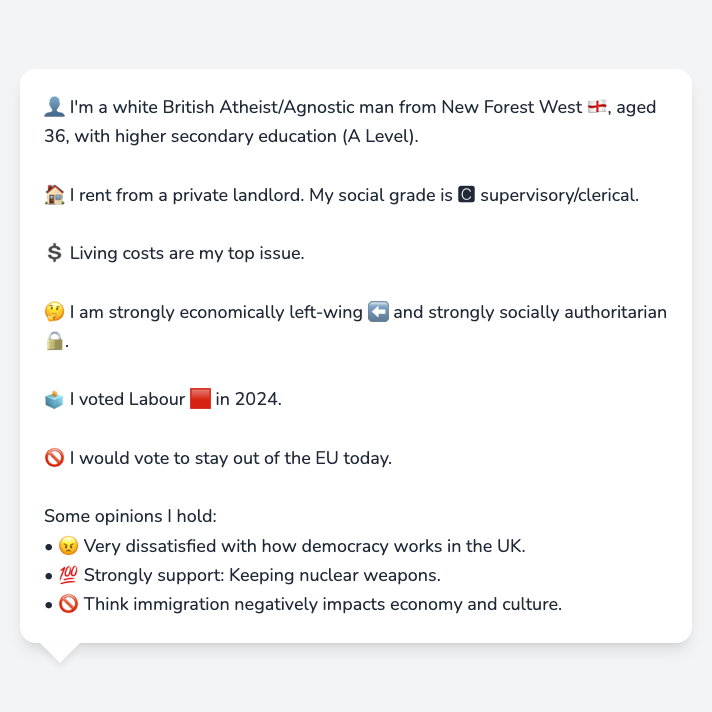 👤 I'm a white British Atheist/Agnostic man from New Forest West 🏴󠁧󠁢󠁥󠁮󠁧󠁿, aged
36, with higher secondary education (A Level).
🏠 I rent from a private landlord. My social grade is 🅲 supervisory/clerical.
💲 Living costs are my top issue.
🤔 I am strongly economically left-wing ⬅️ and strongly socially authoritarian
🔒.
🗳️ I voted Labour 🟥 in 2024.
🚫 I would vote to stay out of the EU today.
Some opinions I hold:
• 😠 Very dissatisfied with how democracy works in the UK.
• 💯 Strongly support: Keeping nuclear weapons.
• 🚫 Think immigration negatively impacts economy and culture.